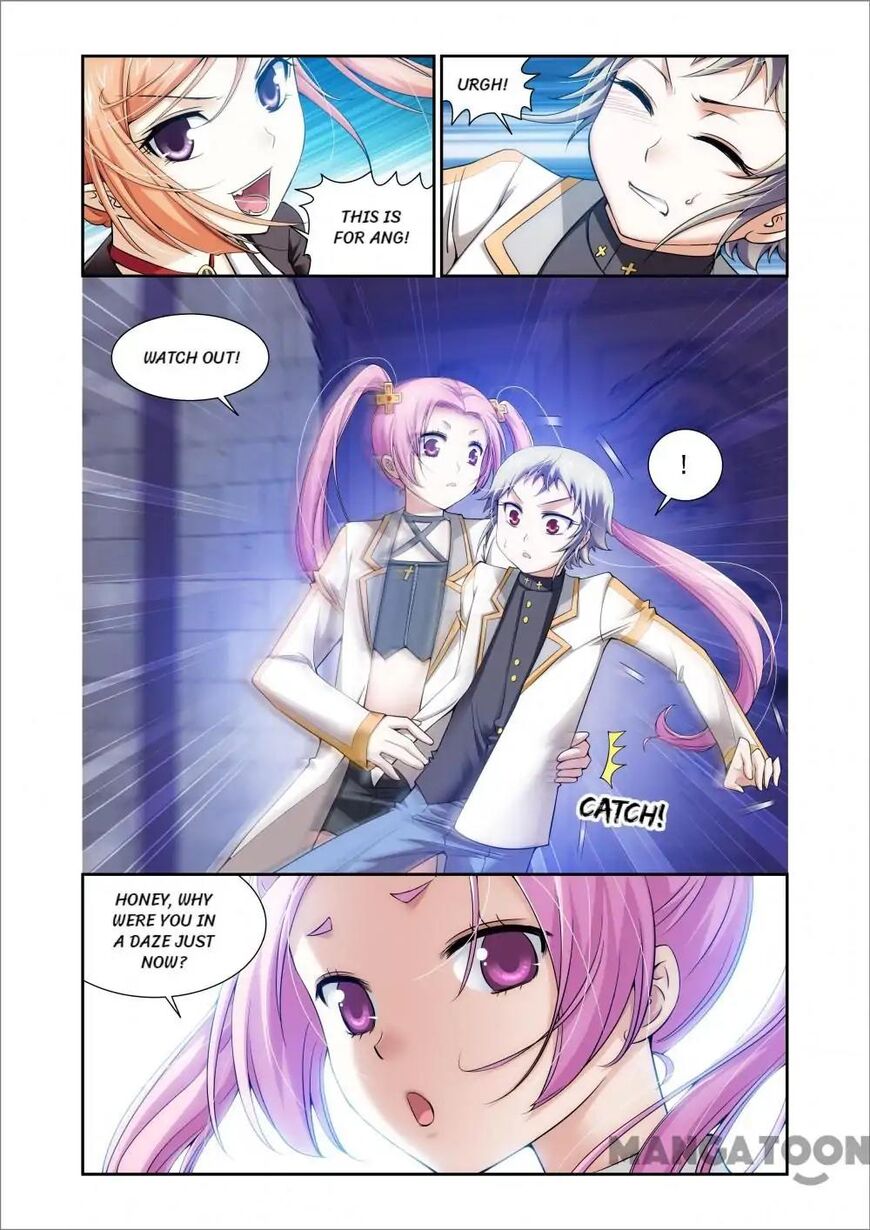 THIS IS
FOR ANG!
URGH!
WATCH OUT!
!
CATCH!
HONEY, WHY
WERE YOU IN
A DAZE JUST
NOW?
MANGATOON